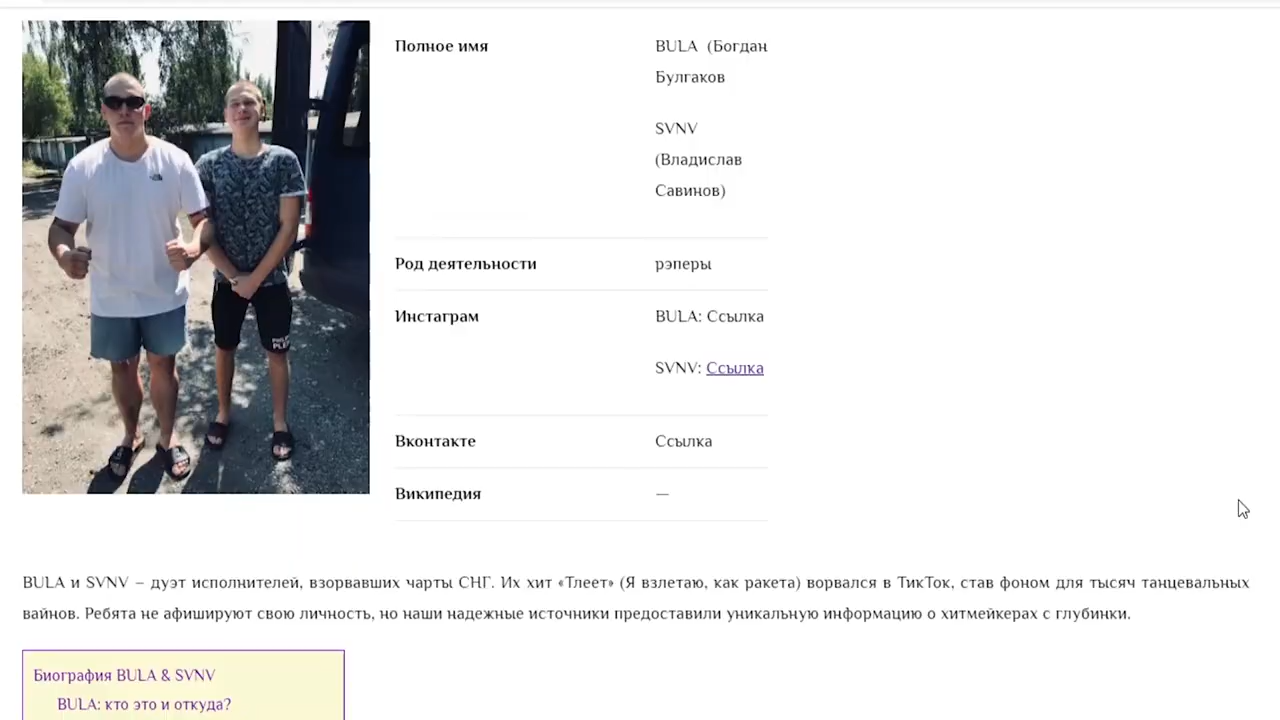 Полное имя
BULA (Богдан
Булгаков
SVNV
(Владислав
Савинов)
Род деятельности
рэперы
Инстаграм
BULA: Ссылка
SVNV: Ссылка
Вконтакте
Ссылка
Википедия
—
BULA и SVNV – дуэт исполнителей, взорвавших чарты СНГ. Их хит «Тлеет» (Я взлетаю, как ракета) ворвался в ТикТок, став фоном для тысяч танцевальных
вайнов. Ребята не афишируют свою личность, но наши надежные источники предоставили уникальную информацию о хитмейкерах с глубинки.
Биография BULA & SVNV
BULA: кто это и откуда?